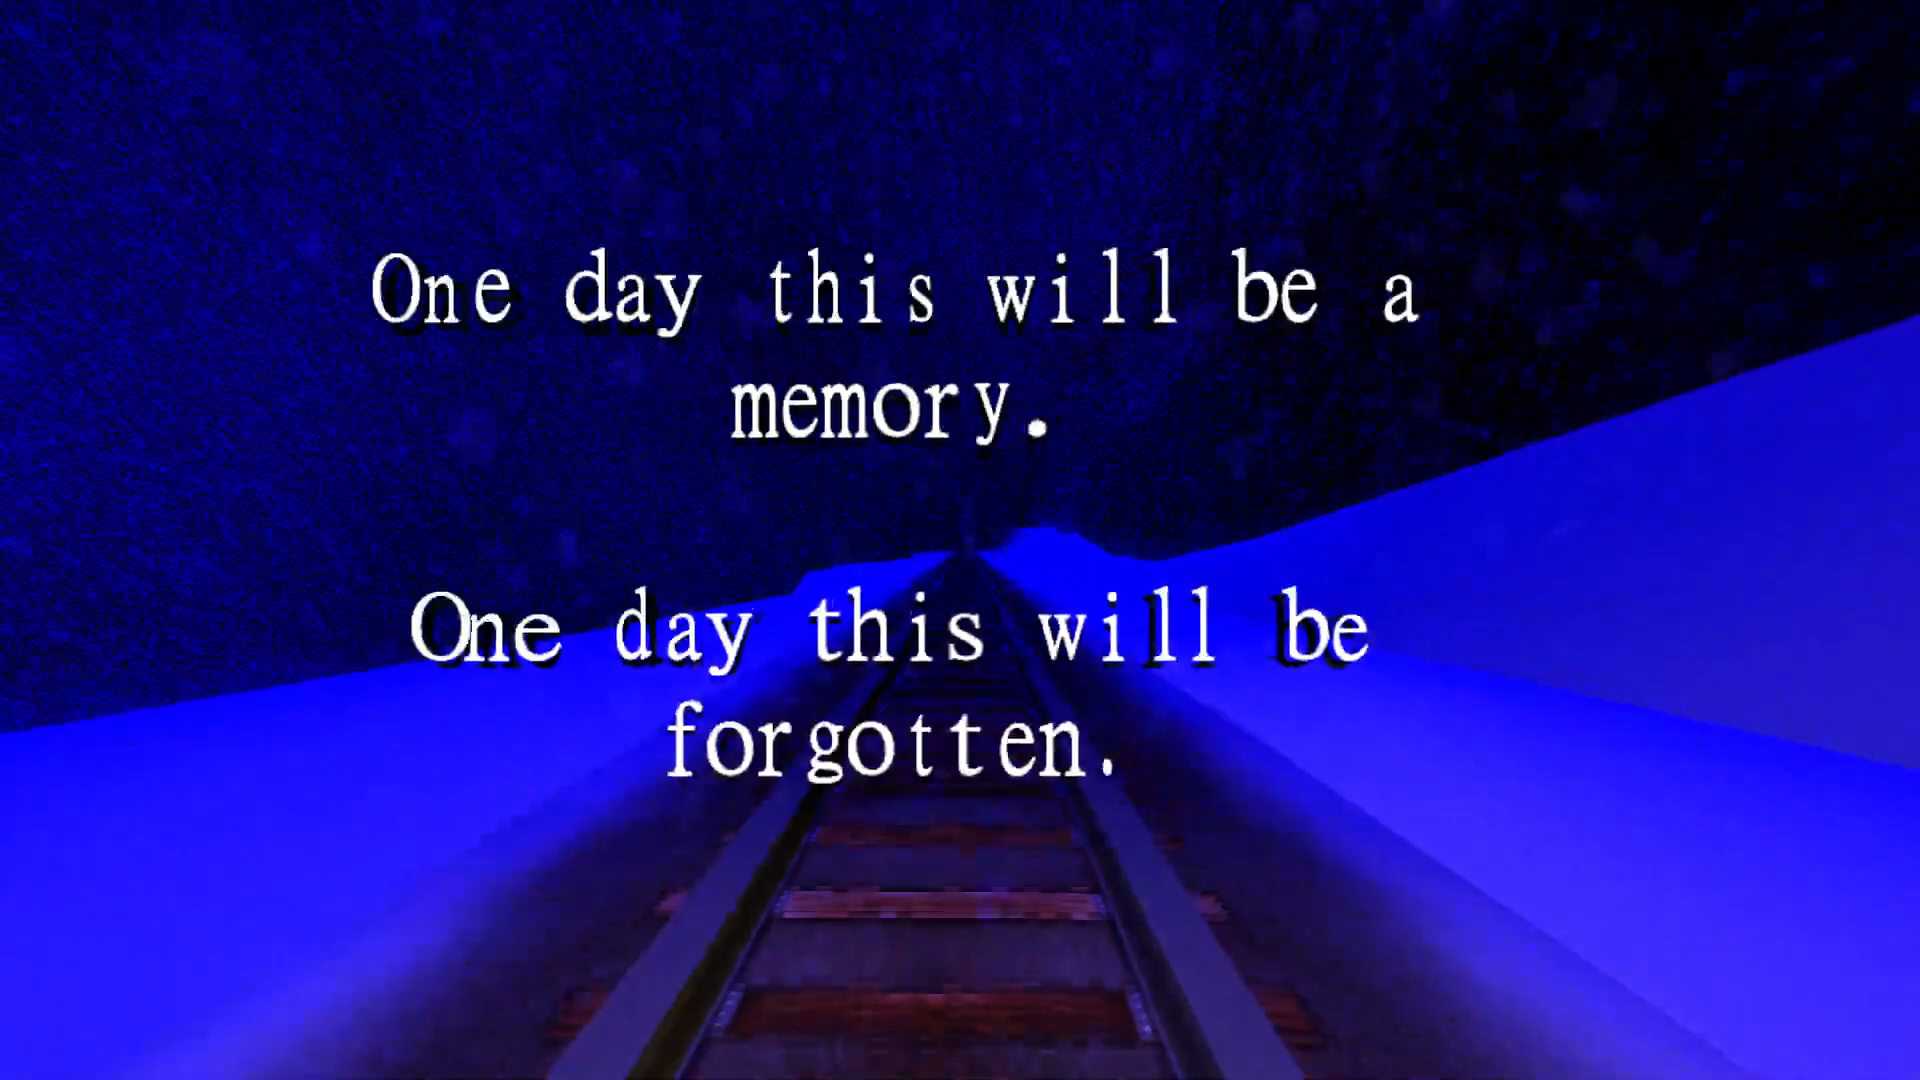 One day this will be a
memory.
One day this will be
forgotten.